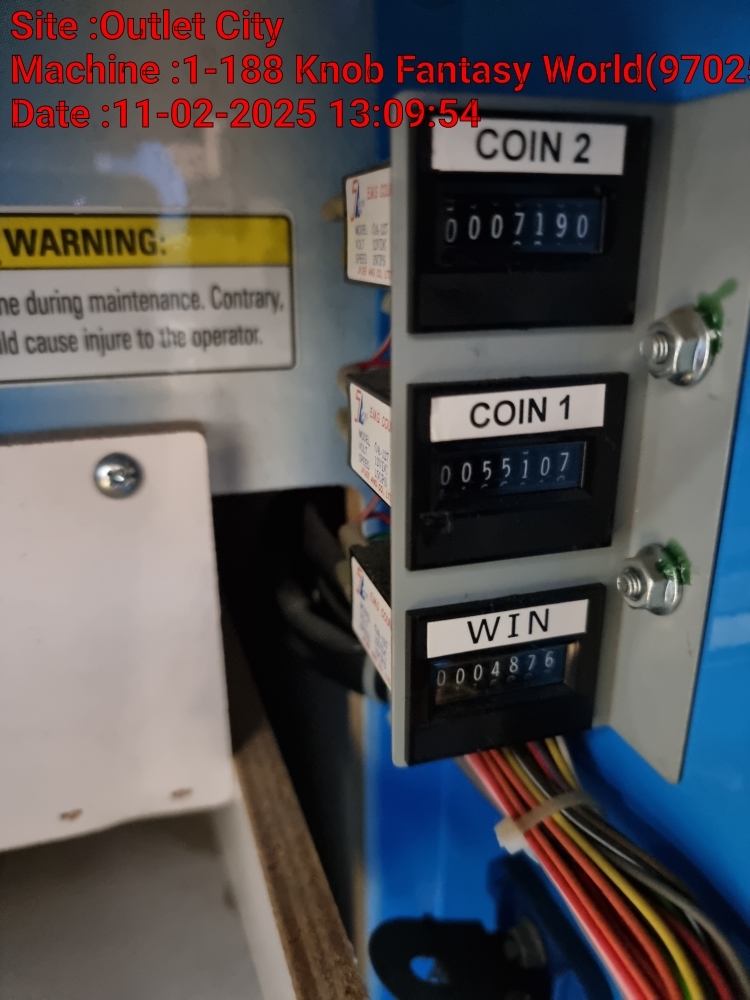 Site :Outlet City
Machine :1-188 Knob Fantasy World(9702
Date :11-02-2025 13:09:54
COIN 2
0007190
WARNING:
ne during maintenance. Contrary,
ld cause injure to the operator.
COIN 1
0055107
WIN
0004876